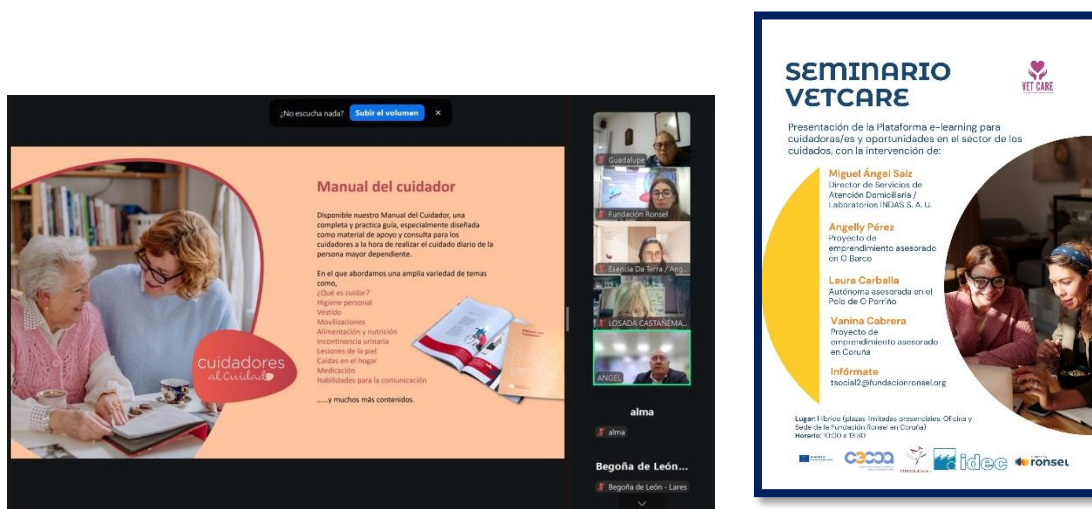 ¿No escucha nada? Subir el volumen ×
Manual del cuidador
Disponible nuestro Manual del Cuidador, una
completa y practica guía, especialmente diseñada
como material de apoyo y consulta para los
cuidadores a la hora de realizar el cuidado diario de la
persona mayor dependiente.
En el que abordamos una amplia variedad de temas
como,
¿Qué es cuidar?
Higiene personal
Vestido
Movilizaciones
Alimentación y nutrición
Incontinencia urinaria
Lesiones de la piel
Caídas en el hogar
Medicación
Habilidades para la comunicación
......y muchos más contenidos.
cuidadores
al Cuidado
Guadalupe
Fundación Ronsel
Esencia Da Terra / Ang...
LOSADA CASTAÑEMA...
ANGEL
alma
alma
Begoña de León...
Begoña de León - Lares
SEMINARIO
VETCARE
VET CARE
Presentación de la Plataforma e-learning para
cuidadoras/es y oportunidades en el sector de los
cuidados, con la intervención de:
Miguel Ángel Saiz
Director de Servicios de
Atención Domiciliaria /
Laboratorios INDAS S. A. U.
Angelly Pérez
Proyecto de
emprendimiento asesorado
en O Barco
Laura Carballa
Autónoma asesorada en el
Polo de O Porriño
Vanina Cabrera
Proyecto de
emprendimiento asesorado
en Coruña
Infórmate
tsocial2@fundacionronsel.org
Lugar: Híbrido (plazas limitadas presenciales: Oficina y
Sede de la Fundación Ronsel en Coruña)
Horario: 10:00 a 13:30
cecoa
idec
ronsel